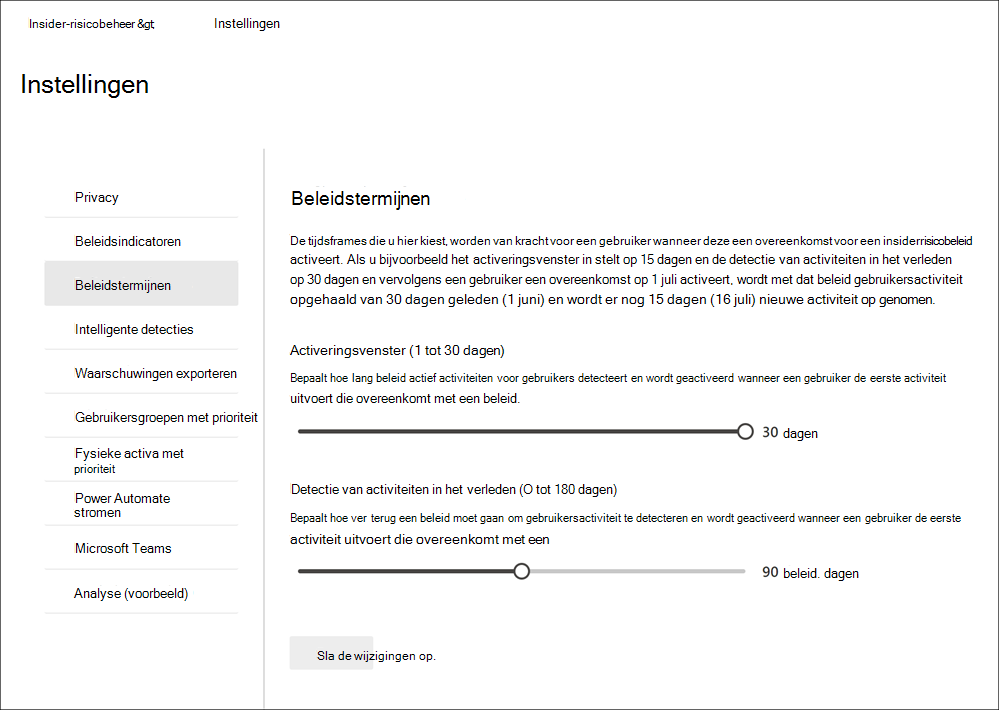 Insider-risicobeheer &gt; Instellingen
Instellingen
Privacy
Beleidsindicatoren
Beleidstermijnen
Intelligente detecties
Waarschuwingen exporteren
Gebruikersgroepen met prioriteit
Fysieke activa met
prioriteit
Power Automate
stromen
Microsoft Teams
Analyse (voorbeeld)
Beleidstermijnen
De tijdsframes die u hier kiest, worden van kracht voor een gebruiker wanneer deze een overeenkomst voor een insiderrisicobeleid
activeert. Als u bijvoorbeeld het activeringsvenster in stelt op 15 dagen en de detectie van activiteiten in het verleden
op 30 dagen en vervolgens een gebruiker een overeenkomst op 1 juli activeert, wordt met dat beleid gebruikersactiviteit
opgehaald van 30 dagen geleden (1 juni) en wordt er nog 15 dagen (16 juli) nieuwe activiteit op genomen.
Activeringsvenster (1 tot 30 dagen)
Bepaalt hoe lang beleid actief activiteiten voor gebruikers detecteert en wordt geactiveerd wanneer een gebruiker de eerste activiteit
uitvoert die overeenkomt met een beleid.
30 dagen
Detectie van activiteiten in het verleden (O tot 180 dagen)
Bepaalt hoe ver terug een beleid moet gaan om gebruikersactiviteit te detecteren en wordt geactiveerd wanneer een gebruiker de eerste
activiteit uitvoert die overeenkomt met een
90 beleid. dagen
Sla de wijzigingen op.